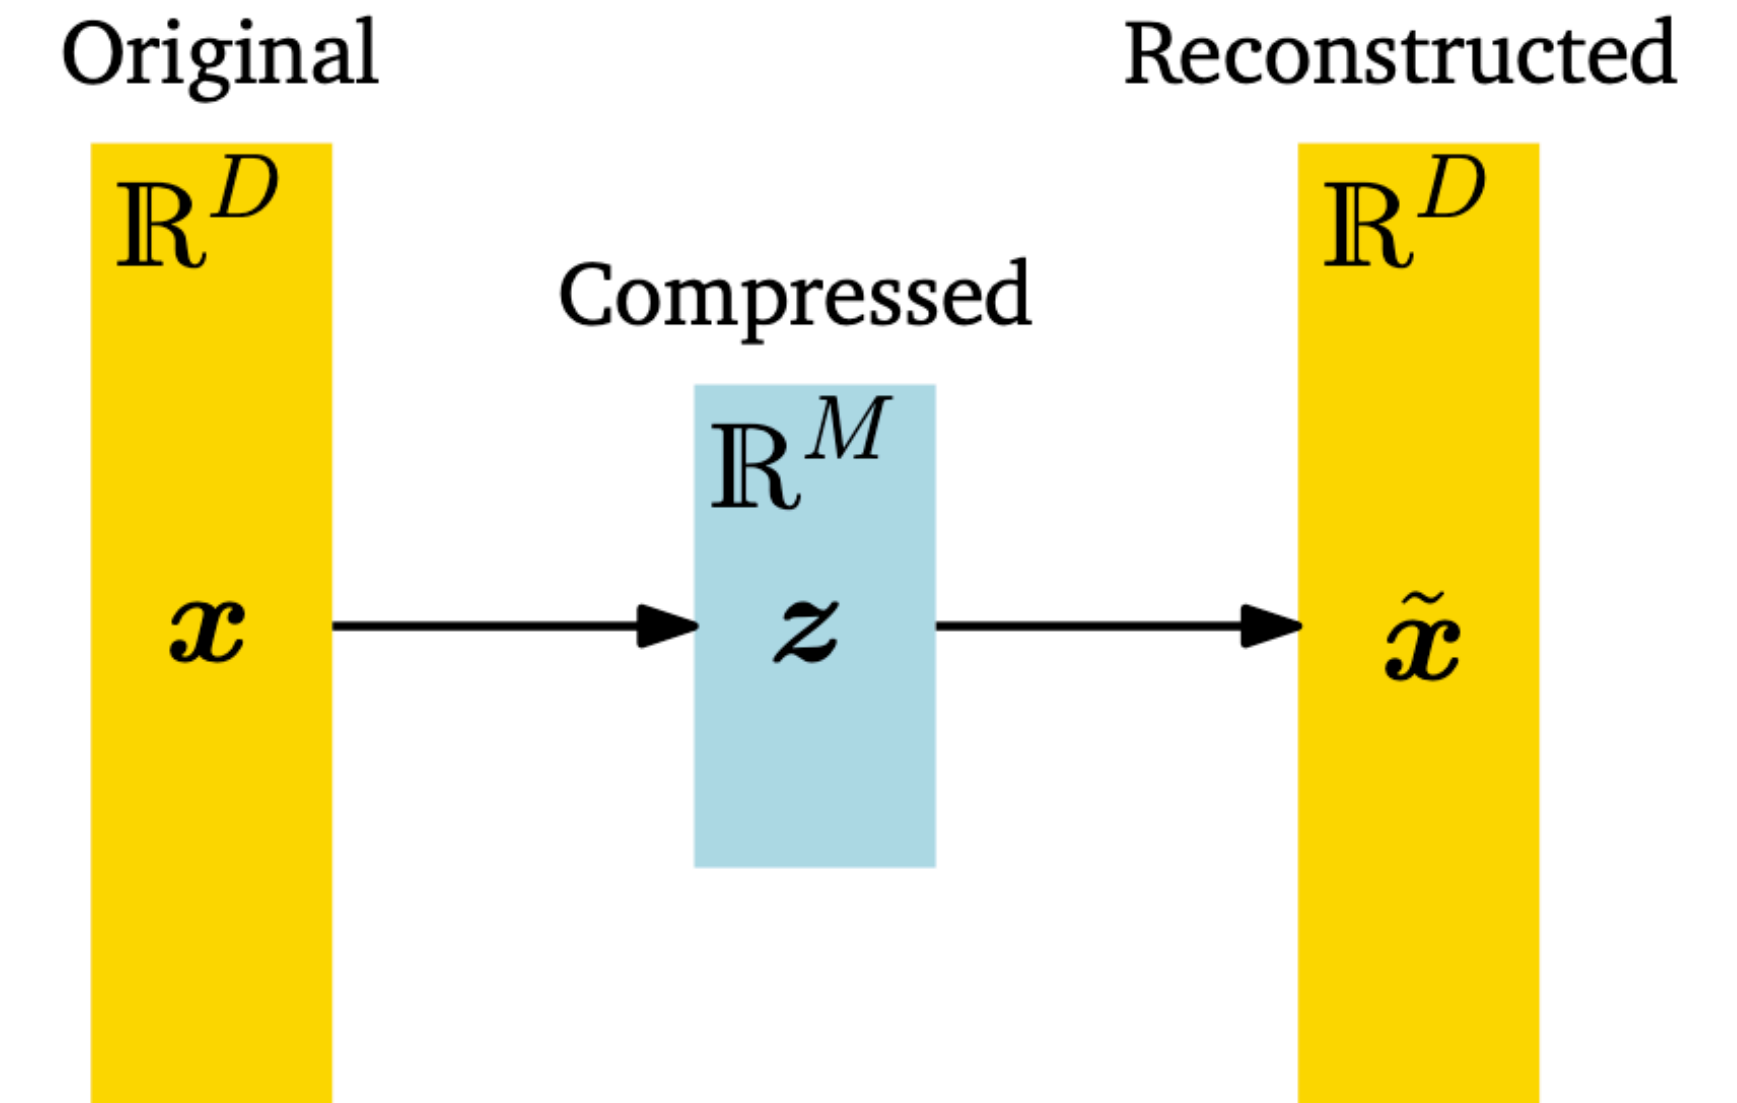 Original
Reconstructed
ℝ^D
ℝ^D
Compressed
ℝ^M
x
z
x̃